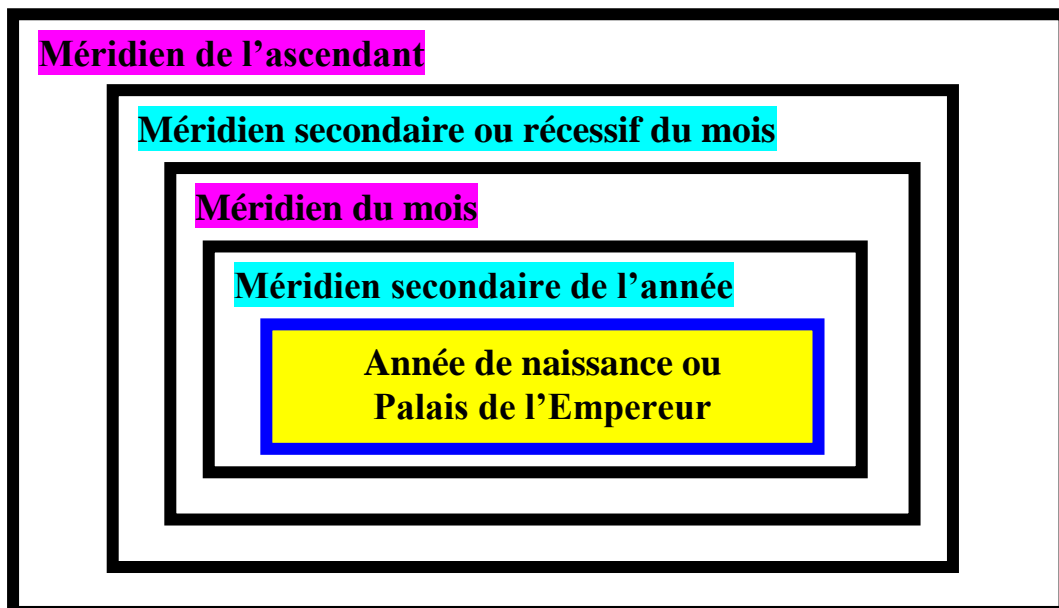 Méridien de l’ascendant
Méridien secondaire ou récessif du mois
Méridien du mois
Méridien secondaire de l’année
Année de naissance ou
Palais de l’Empereur